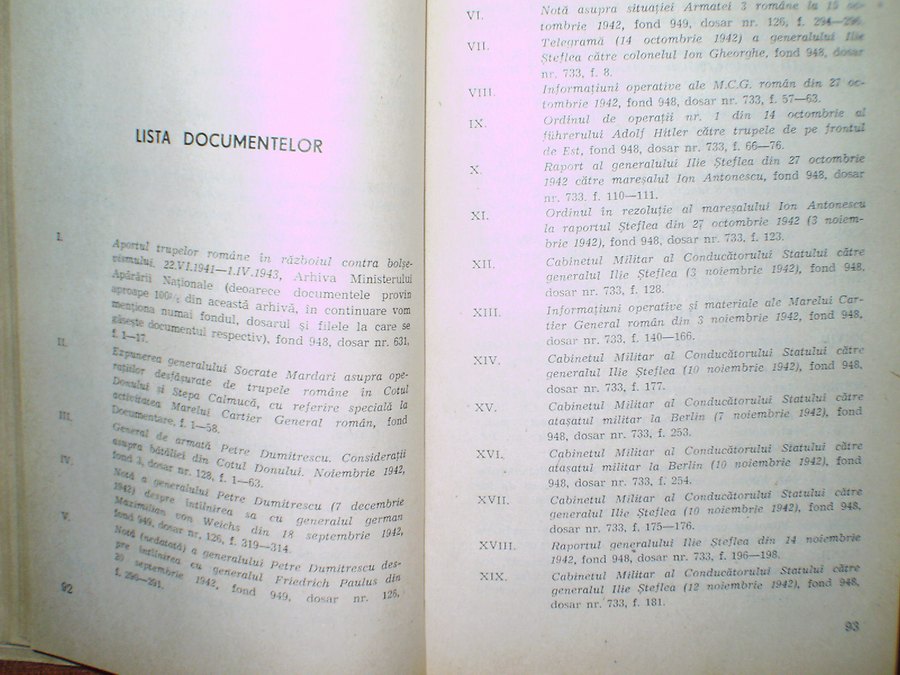 LISTA DOCUMENTELOR
I. Aportul trupelor române în războiul contra bolșe-
vismului. 22.VI.1941—1.IV.1943, Arhiva Ministerului
Apărării Naționale (deoarece documentele provin
aproape 100% din această arhivă, în continuare vom
menționa numai fondul, dosarul și filele la care se
găsește documentul respectiv), fond 948, dosar nr. 631,
f. 1—17.
II. Expunerea generalului Socrate Mardari asupra ope-
rațiilor desfășurate de trupele române în Cotul
Donului și Stepa Calmucă, cu referire specială la
activitatea Marelui Cartier General român, fond
Documentare, f. 1—58.
III. General de armată Petre Dumitrescu. Considerații
asupra bătăliei din Cotul Donului. Noiembrie 1942,
fond 3, dosar nr. 128, f. 1—63.
IV. Notă a generalului Petre Dumitrescu (7 decembrie
1942) despre întîlnirea sa cu generalul german
Maximilian von Weichs din 18 septembrie 1942,
fond 949, dosar nr. 126, f. 319—314.
V. Notă (nedatată) a generalului Petre Dumitrescu des-
pre întîlnirea cu generalul Friedrich Paulus din
20 septembrie 1942, fond 949, dosar nr. 126,
f. 296—291.
92
VI. Notă asupra situației Armatei 3 române la 15 oc-
tombrie 1942, fond 949, dosar nr. 126, f. 294—296.
VII. Telegramă (14 octombrie 1942) a generalului Ilie
Șteflea către colonelul Ion Gheorghe, fond 948, dosar
nr. 733, f. 8.
VIII. Informațiuni operative ale M.C.G. român din 27 oc-
tombrie 1942, fond 948, dosar nr. 733, f. 57—63.
IX. Ordinul de operații nr. 1 din 14 octombrie al
führerului Adolf Hitler către trupele de pe frontul
de Est, fond 948, dosar nr. 733, f. 66—76.
X. Raport al generalului Ilie Șteflea din 27 octombrie
1942 către mareșalul Ion Antonescu, fond 948, dosar
nr. 733. f. 110—111.
XI. Ordinul în rezoluție al mareșalului Ion Antonescu
la raportul Șteflea din 27 octombrie 1942 (3 noiem-
brie 1942), fond 948, dosar nr. 733, f. 123.
XII. Cabinetul Militar al Conducătorului Statului către
generalul Ilie Șteflea (3 noiembrie 1942), fond 948,
dosar nr. 733, f. 128.
XIII. Informațiuni operative și materiale ale Marelui Car-
tier General român din 3 noiembrie 1942, fond 948,
dosar nr. 733, f. 140—166.
XIV. Cabinetul Militar al Conducătorului Statului către
generalul Ilie Șteflea (10 noiembrie 1942), fond 948,
dosar nr. 733, f. 177.
XV. Cabinetul Militar al Conducătorului Statului către
atașatul militar la Berlin (7 noiembrie 1942), fond
948, dosar nr. 733, f. 253.
XVI. Cabinetul Militar al Conducătorului Statului către
atașatul militar la Berlin (10 noiembrie 1942), fond
948, dosar nr. 733, f. 254.
XVII. Cabinetul Militar al Conducătorului Statului către
generalul Ilie Șteflea (10 noiembrie 1942), fond 948,
dosar nr. 733, f. 175—176.
XVIII. Raportul generalului Ilie Șteflea din 14 noiembrie
1942, fond 948, dosar nr. 733, f. 196—198.
XIX. Cabinetul Militar al Conducătorului Statului către
generalul Ilie Șteflea (12 noiembrie 1942), fond 948,
dosar nr. 733, f. 181.
93